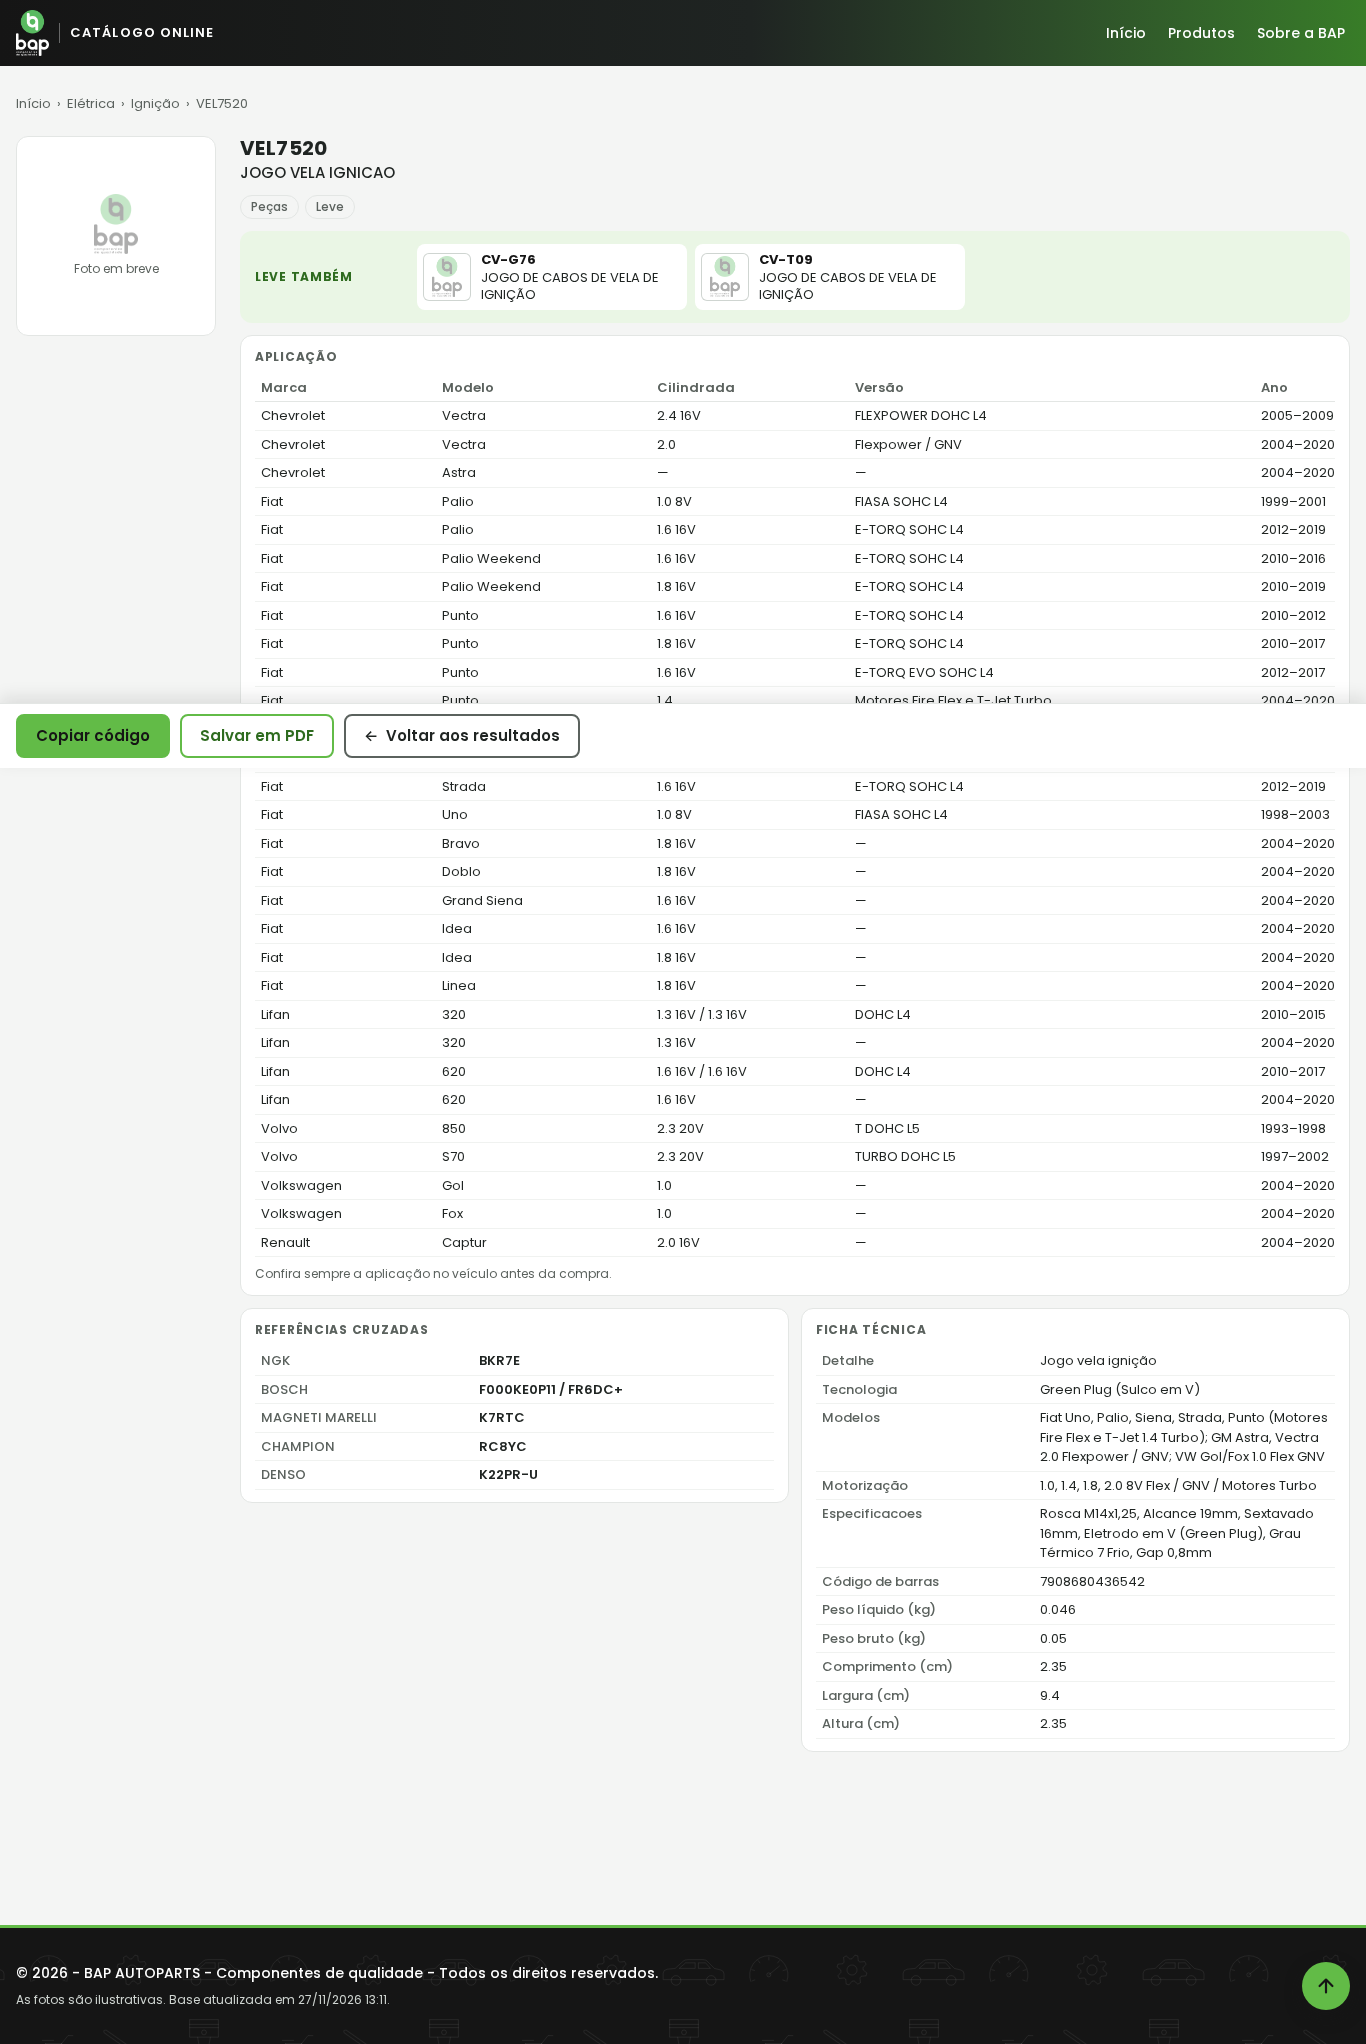 bap CATÁLOGO ONLINE Início Produtos Sobre a BAP
Início › Elétrica › Ignição › VEL7520
bap
Foto em breve
VEL7520
JOGO VELA IGNICAO
Peças Leve
LEVE TAMBÉM
bap
CV-G76
JOGO DE CABOS DE VELA DE
IGNIÇÃO
bap
CV-T09
JOGO DE CABOS DE VELA DE
IGNIÇÃO
APLICAÇÃO
Marca Modelo Cilindrada Versão Ano
Chevrolet Vectra 2.4 16V FLEXPOWER DOHC L4 2005–2009
Chevrolet Vectra 2.0 Flexpower / GNV 2004–2020
Chevrolet Astra — — 2004–2020
Fiat Palio 1.0 8V FIASA SOHC L4 1999–2001
Fiat Palio 1.6 16V E-TORQ SOHC L4 2012–2019
Fiat Palio Weekend 1.6 16V E-TORQ SOHC L4 2010–2016
Fiat Palio Weekend 1.8 16V E-TORQ SOHC L4 2010–2019
Fiat Punto 1.6 16V E-TORQ SOHC L4 2010–2012
Fiat Punto 1.8 16V E-TORQ SOHC L4 2010–2017
Fiat Punto 1.6 16V E-TORQ EVO SOHC L4 2012–2017
Fiat Punto 1.4 Motores Fire Flex e T-Jet Turbo 2004–2020
Copiar código Salvar em PDF ← Voltar aos resultados
Fiat Strada 1.6 16V E-TORQ SOHC L4 2012–2019
Fiat Uno 1.0 8V FIASA SOHC L4 1998–2003
Fiat Bravo 1.8 16V — 2004–2020
Fiat Doblo 1.8 16V — 2004–2020
Fiat Grand Siena 1.6 16V — 2004–2020
Fiat Idea 1.6 16V — 2004–2020
Fiat Idea 1.8 16V — 2004–2020
Fiat Linea 1.8 16V — 2004–2020
Lifan 320 1.3 16V / 1.3 16V DOHC L4 2010–2015
Lifan 320 1.3 16V — 2004–2020
Lifan 620 1.6 16V / 1.6 16V DOHC L4 2010–2017
Lifan 620 1.6 16V — 2004–2020
Volvo 850 2.3 20V T DOHC L5 1993–1998
Volvo S70 2.3 20V TURBO DOHC L5 1997–2002
Volkswagen Gol 1.0 — 2004–2020
Volkswagen Fox 1.0 — 2004–2020
Renault Captur 2.0 16V — 2004–2020
Confira sempre a aplicação no veículo antes da compra.
REFERÊNCIAS CRUZADAS
NGK BKR7E
BOSCH F000KE0P11 / FR6DC+
MAGNETI MARELLI K7RTC
CHAMPION RC8YC
DENSO K22PR-U
FICHA TÉCNICA
Detalhe Jogo vela ignição
Tecnologia Green Plug (Sulco em V)
Modelos Fiat Uno, Palio, Siena, Strada, Punto (Motores
Fire Flex e T-Jet 1.4 Turbo); GM Astra, Vectra
2.0 Flexpower / GNV; VW Gol/Fox 1.0 Flex GNV
Motorização 1.0, 1.4, 1.8, 2.0 8V Flex / GNV / Motores Turbo
Especificacoes Rosca M14x1,25, Alcance 19mm, Sextavado
16mm, Eletrodo em V (Green Plug), Grau
Térmico 7 Frio, Gap 0,8mm
Código de barras 7908680436542
Peso líquido (kg) 0.046
Peso bruto (kg) 0.05
Comprimento (cm) 2.35
Largura (cm) 9.4
Altura (cm) 2.35
© 2026 - BAP AUTOPARTS - Componentes de qualidade - Todos os direitos reservados.
As fotos são ilustrativas. Base atualizada em 27/11/2026 13:11.